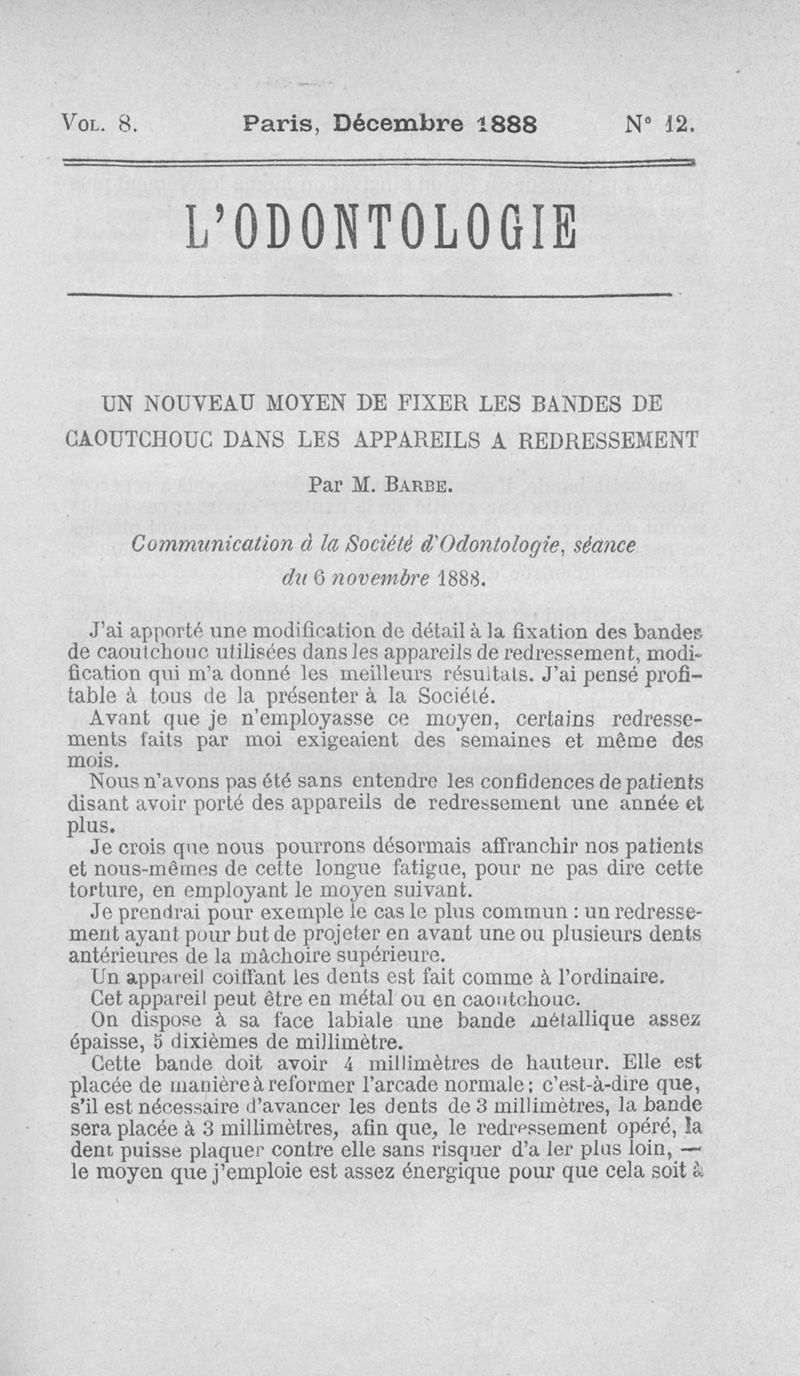 VOL. 8. Paris, Décembre 1888 N° 12.
L'ODONTOLOGIE
UN NOUVEAU MOYEN DE FIXER LES BANDES DE
CAOUTCHOUC DANS LES APPAREILS A REDRESSEMENT
Par M. BARBE.
Communication à la Société d'Odontologie, séance
du 6 novembre 1888.
J'ai apporté une modification de détail à la fixation des bandes
de caoutchouc utilisées dans les appareils de redressement, modi-
fication qui m'a donné les meilleurs résultats. J'ai pensé profi-
table à tous de la présenter à la Société.
Avant que je n'employasse ce moyen, certains redresse-
ments faits par moi exigeaient des semaines et même des
mois.
Nous n'avons pas été sans entendre les confidences de patients
disant avoir porté des appareils de redressement une année et
plus.
Je crois que nous pourrons désormais affranchir nos patients
et nous-mêmes de cette longue fatigue, pour ne pas dire cette
torture, en employant le moyen suivant.
Je prendrai pour exemple le cas le plus commun : un redresse-
ment ayant pour but de projeter en avant une ou plusieurs dents
antérieures de la mâchoire supérieure.
Un appareil coiffant les dents est fait comme à l'ordinaire.
Cet appareil peut être en métal ou en caoutchouc.
On dispose à sa face labiale une bande métallique assez
épaisse, 5 dixièmes de millimètre.
Cette bande doit avoir 4 millimètres de hauteur. Elle est
placée de manière à reformer l'arcade normale; c'est-à-dire que,
s'il est nécessaire d'avancer les dents de 3 millimètres, la bande
sera placée à 3 millimètres, afin que, le redressement opéré, la
dent puisse plaquer contre elle sans risquer d'a ler plus loin, —
le moyen que j'emploie est assez énergique pour que cela soit à